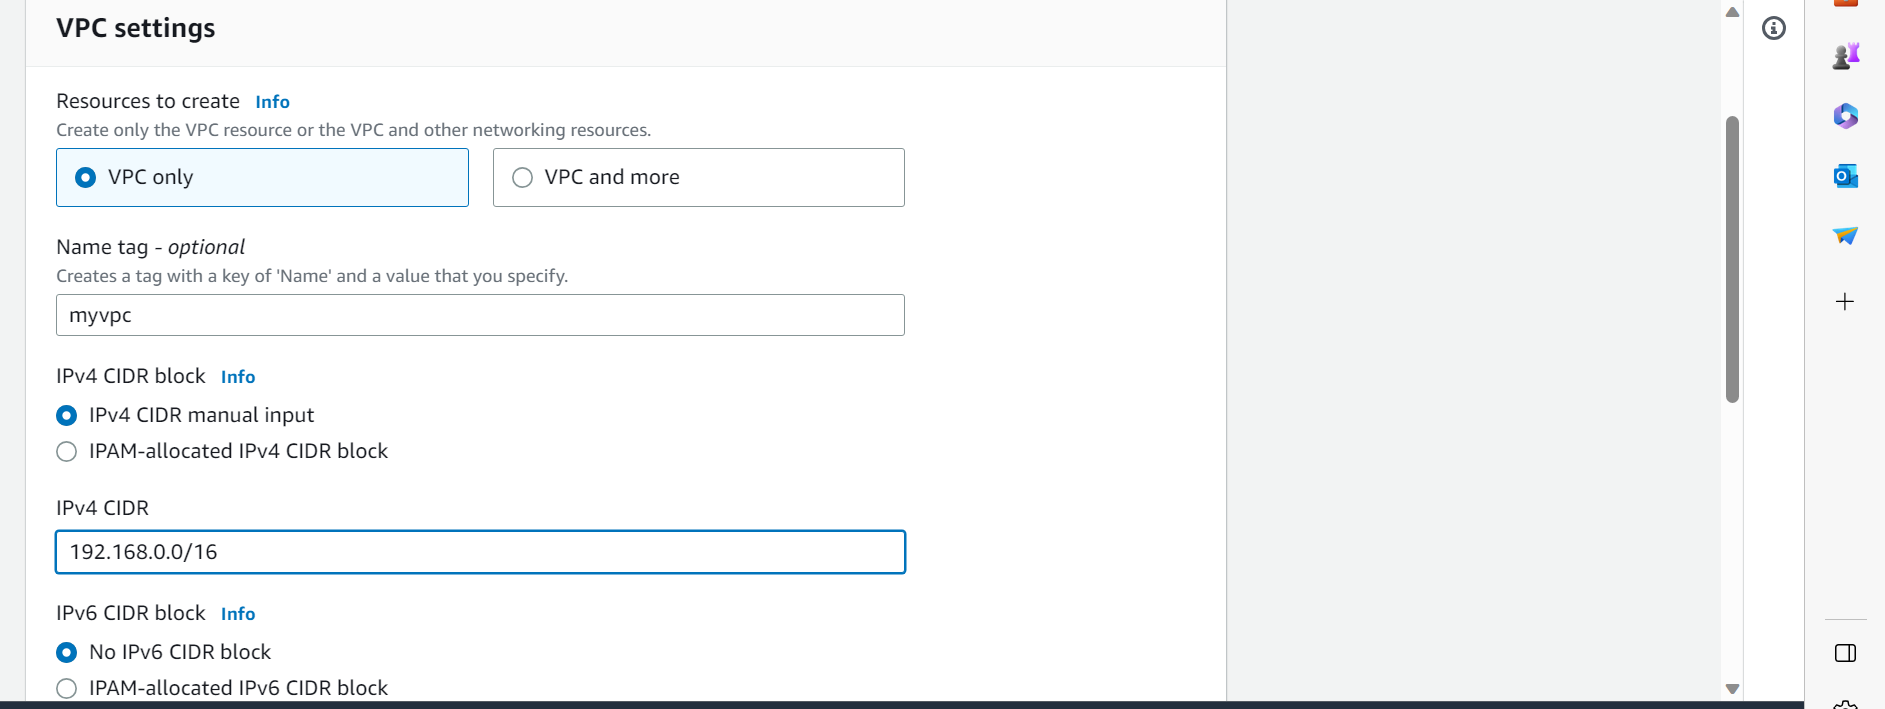 VPC settings
Resources to create Info
Create only the VPC resource or the VPC and other networking resources.
VPC only
VPC and more
Name tag - optional
Creates a tag with a key of 'Name' and a value that you specify.
myvpc
IPv4 CIDR block Info
IPv4 CIDR manual input
IPAM-allocated IPv4 CIDR block
IPv4 CIDR
192.168.0.0/16
IPv6 CIDR block Info
No IPv6 CIDR block
IPAM-allocated IPv6 CIDR block